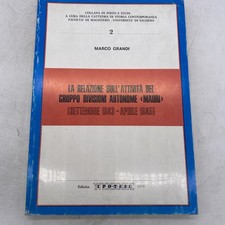 COLLANA DI FONTI E STUDI
A CURA DELLA CATTEDRA DI STORIA CONTEMPORANEA
FACOLTÀ DI MAGISTERO - UNIVERSITÀ DI SALERNO
2
MARCO GRANDI
LA RELAZIONE SULL'ATTIVITÀ DEL
GRUPPO DIVISIONI AUTONOME «MAURI»
(SETTEMBRE 1943 - APRILE 1945)
Edizioni